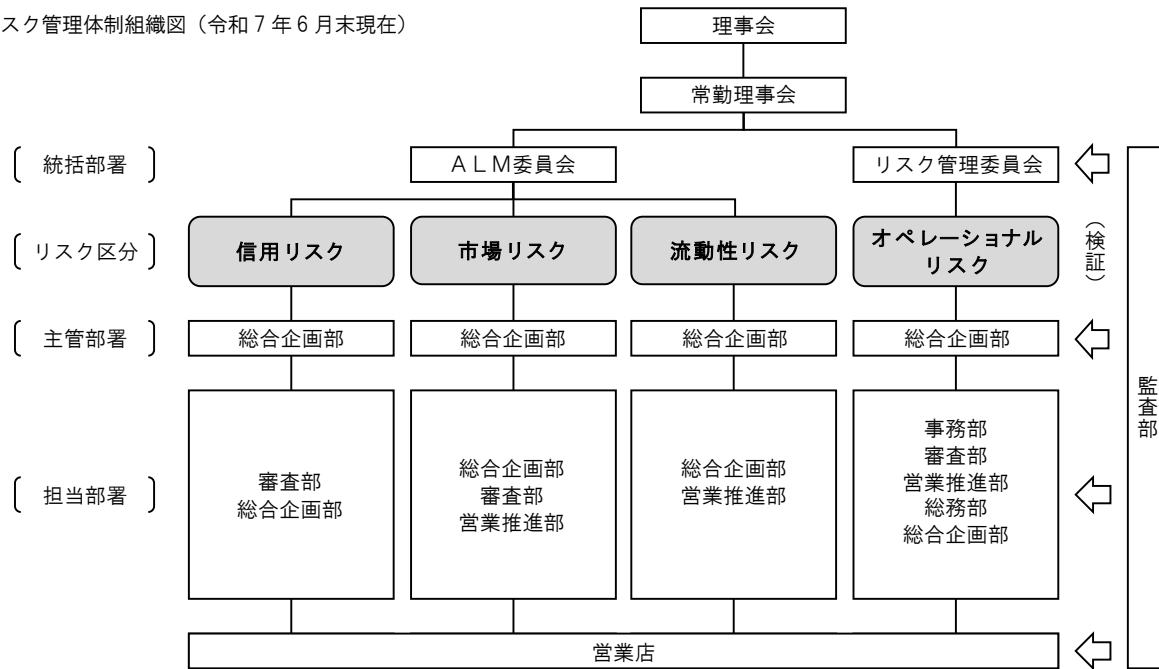 スク管理体制組織図（令和7年6月末現在）
理事会
常勤理事会
〔 統括部署 〕
ＡＬＭ委員会
リスク管理委員会
〔 リスク区分 〕
信用リスク
市場リスク
流動性リスク
オペレーショナル
リスク
（検証）
〔 主管部署 〕
総合企画部
総合企画部
総合企画部
総合企画部
監査部
〔 担当部署 〕
審査部
総合企画部
総合企画部
審査部
営業推進部
総合企画部
営業推進部
事務部
審査部
営業推進部
総務部
総合企画部
営業店